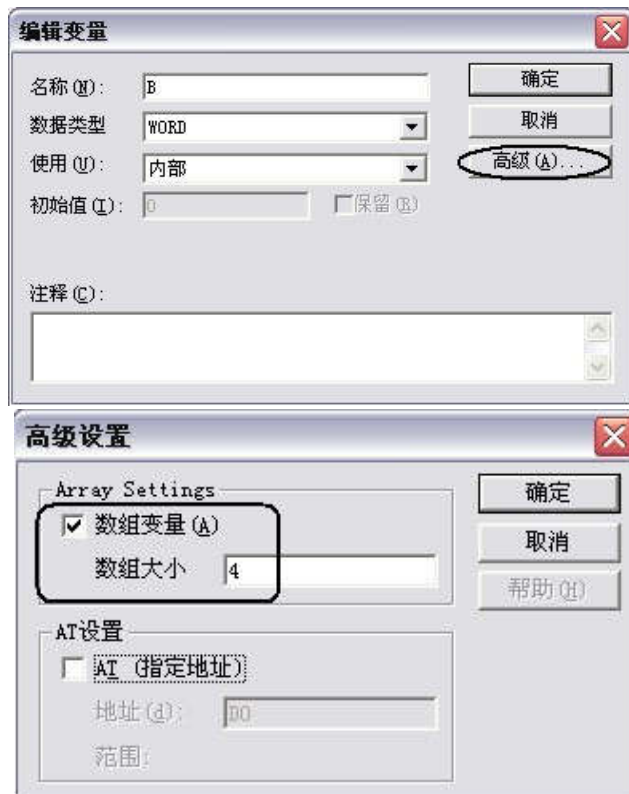 编辑变量
名称(N): B
确定
数据类型 WORD
取消
使用(U): 内部
高级(A)...
初始值(I): 0 保留(R)
注释(C):
高级设置
Array Settings
确定
数组变量(A)
取消
数组大小 4
帮助(H)
AT设置
AT (指定地址)
地址(d): D0
范围: